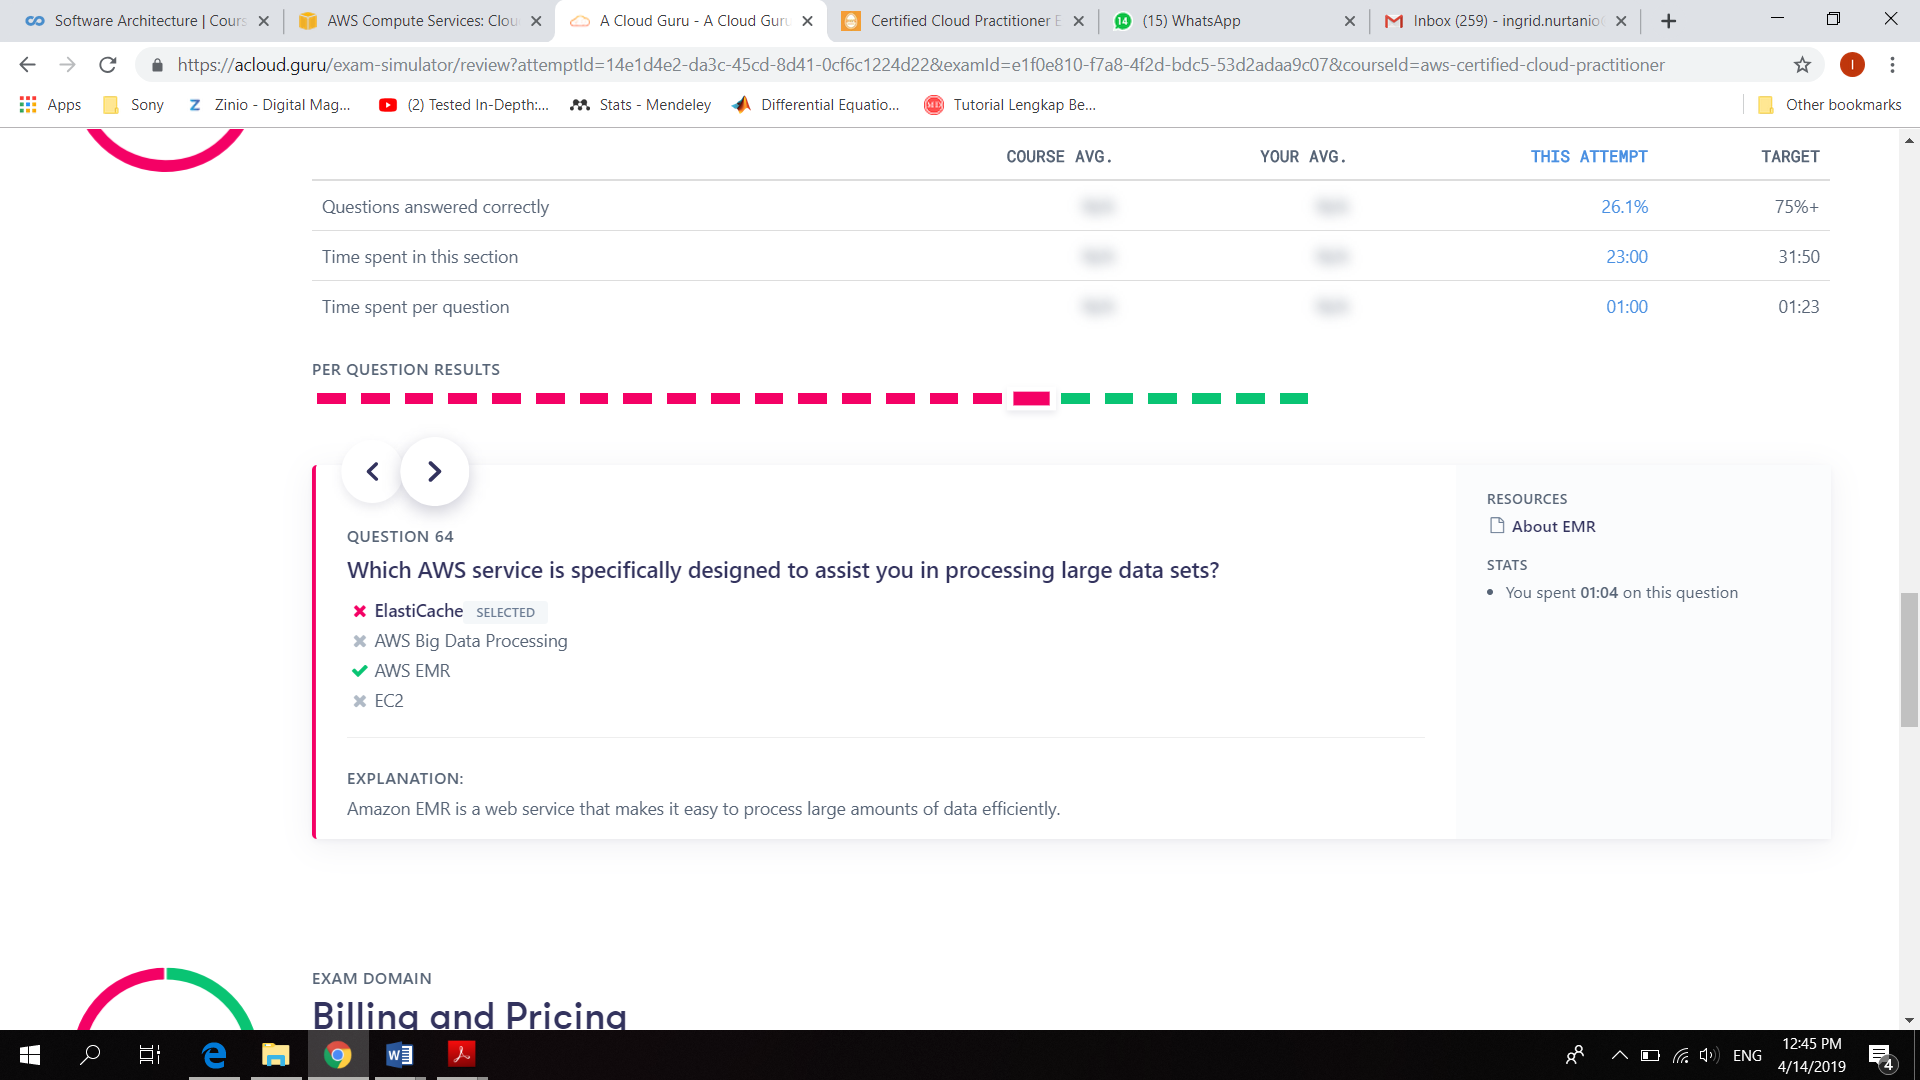 Software Architecture | Cours
AWS Compute Services: Clou
A Cloud Guru - A Cloud Guru
Certified Cloud Practitioner E
14 (15) WhatsApp
Inbox (259) - ingrid.nurtanio
https://acloud.guru/exam-simulator/review?attemptId=14e1d4e2-da3c-45cd-8d41-0cf6c1224d22&examId=e1f0e810-f7a8-4f2d-bdc5-53d2adaa9c07&courseId=aws-certified-cloud-practitioner
I
Apps Sony Z Zinio - Digital Mag... (2) Tested In-Depth:... Stats - Mendeley Differential Equatio... Tutorial Lengkap Be... Other bookmarks
COURSE AVG. YOUR AVG. THIS ATTEMPT TARGET
Questions answered correctly 26.1% 75%+
Time spent in this section 23:00 31:50
Time spent per question 01:00 01:23
PER QUESTION RESULTS
QUESTION 64
Which AWS service is specifically designed to assist you in processing large data sets?
ElastiCache SELECTED
AWS Big Data Processing
AWS EMR
EC2
EXPLANATION:
Amazon EMR is a web service that makes it easy to process large amounts of data efficiently.
RESOURCES
About EMR
STATS
• You spent 01:04 on this question
EXAM DOMAIN
Billing and Pricing
ENG
12:45 PM
4/14/2019
4